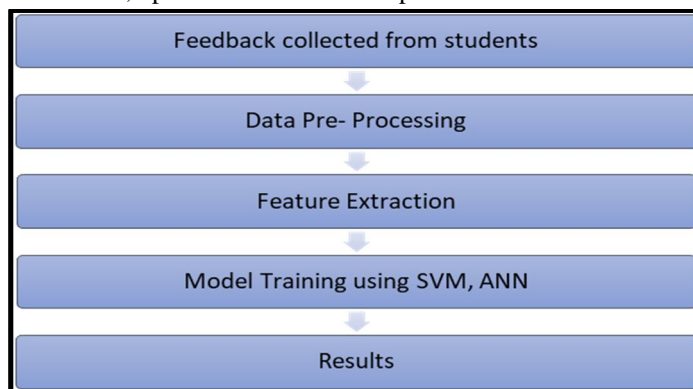 Feedback collected from students
Data Pre- Processing
Feature Extraction
Model Training using SVM, ANN
Results